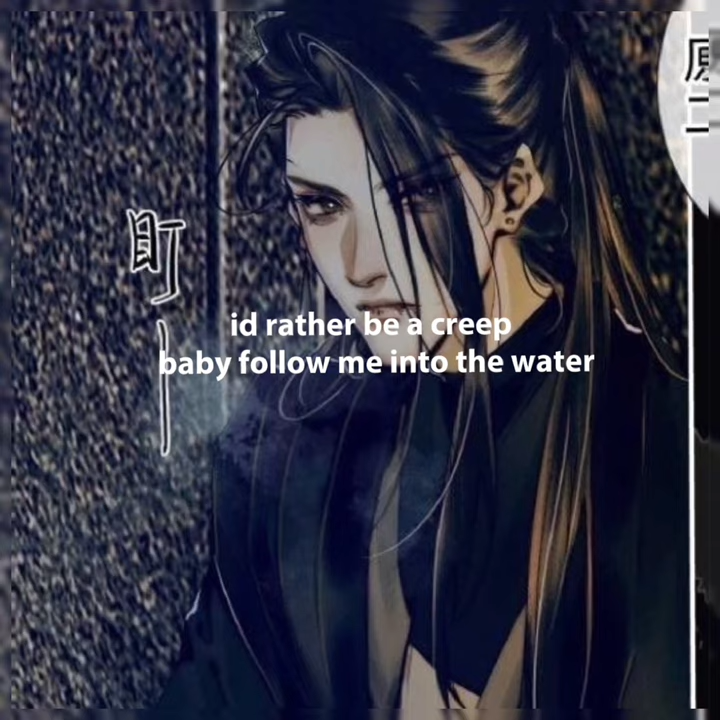 盯—
id rather be a creep
baby follow me into the water